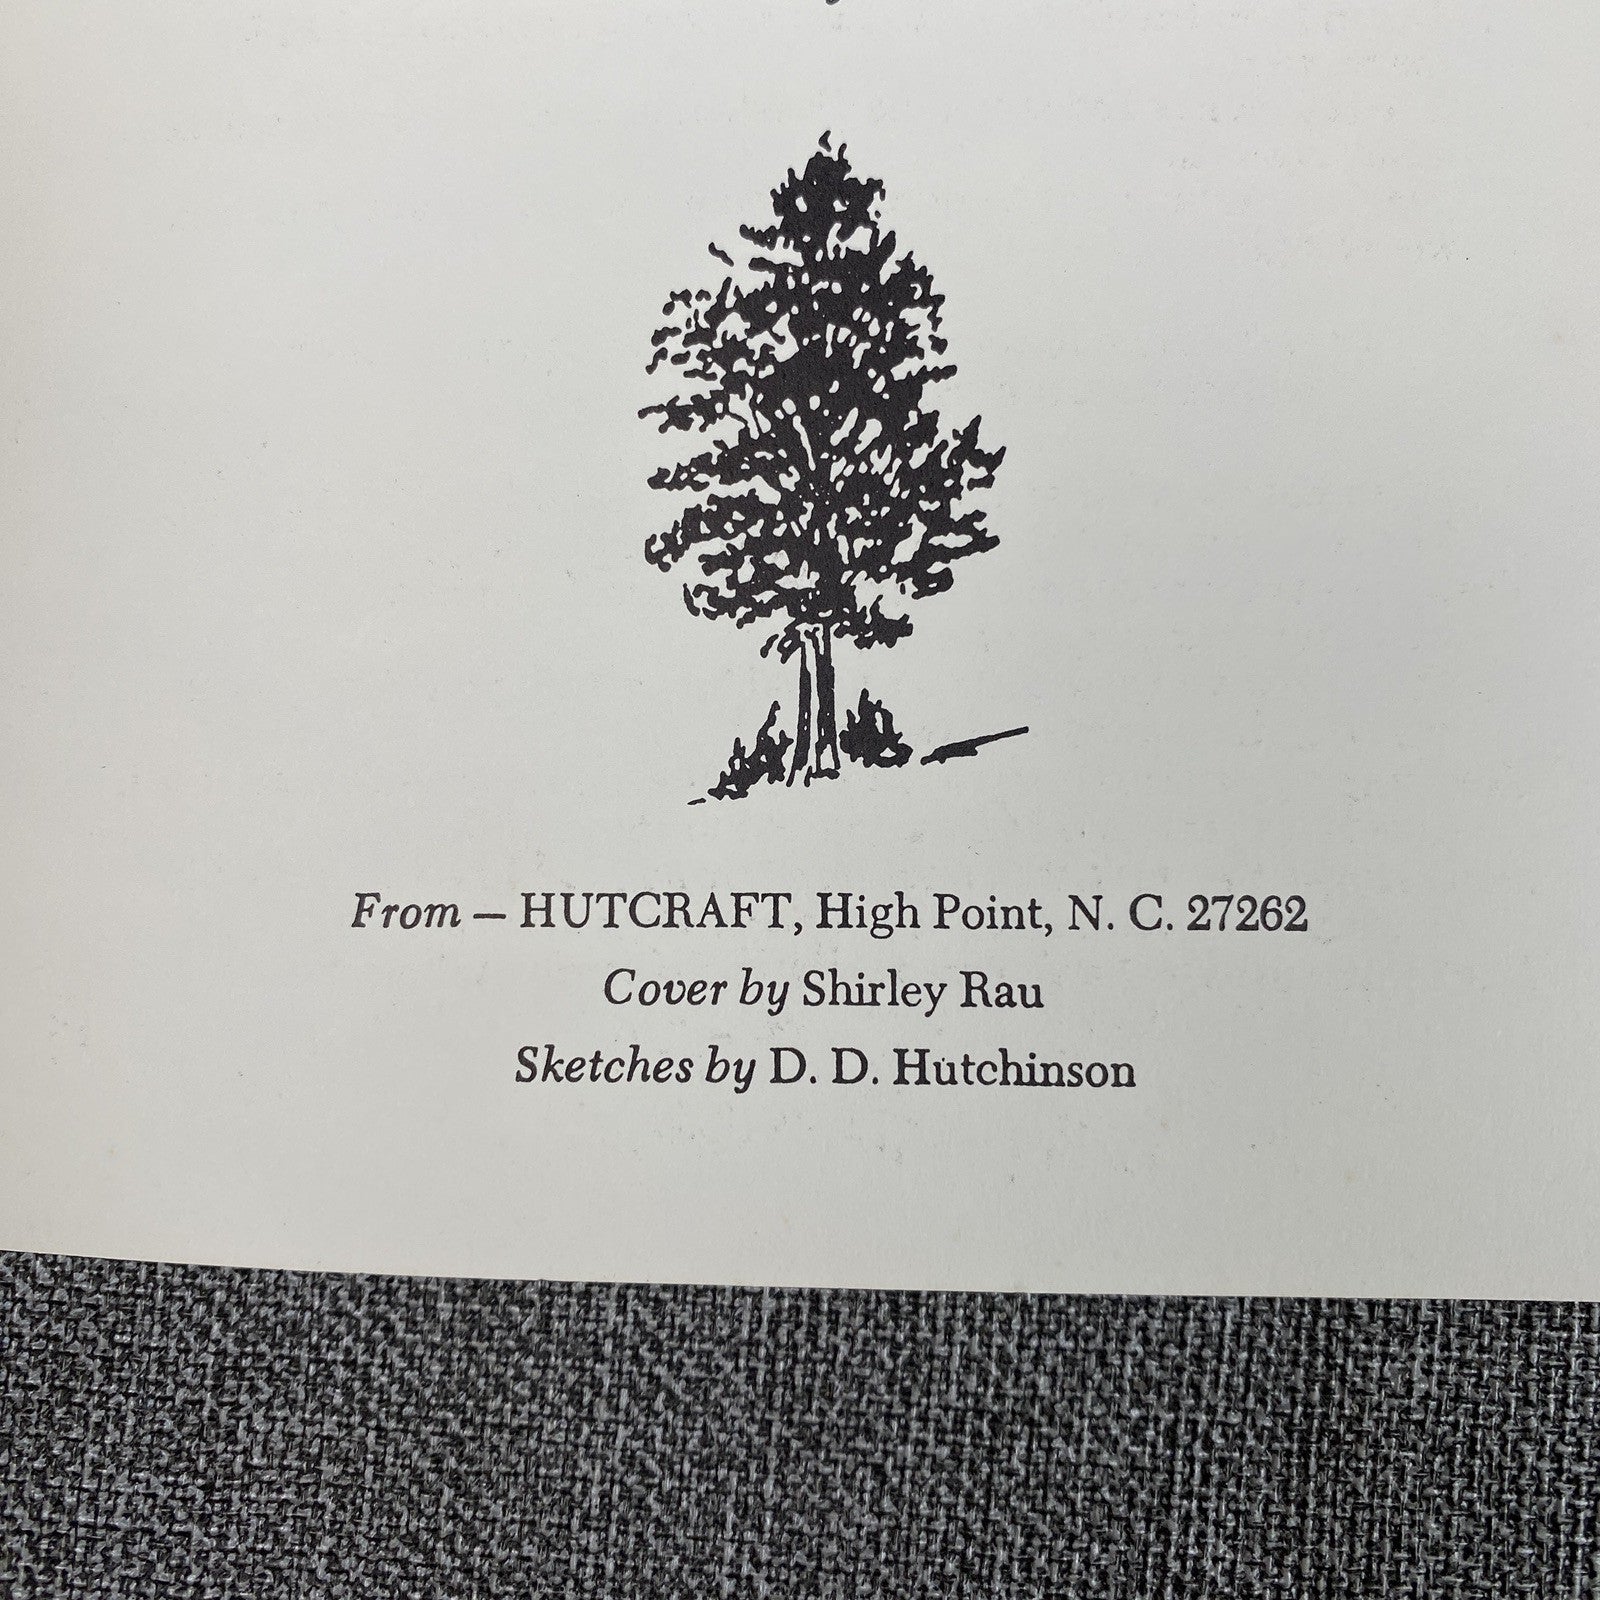 From — HUTCRAFT, High Point, N. C. 27262
Cover by Shirley Rau
Sketches by D. D. Hutchinson